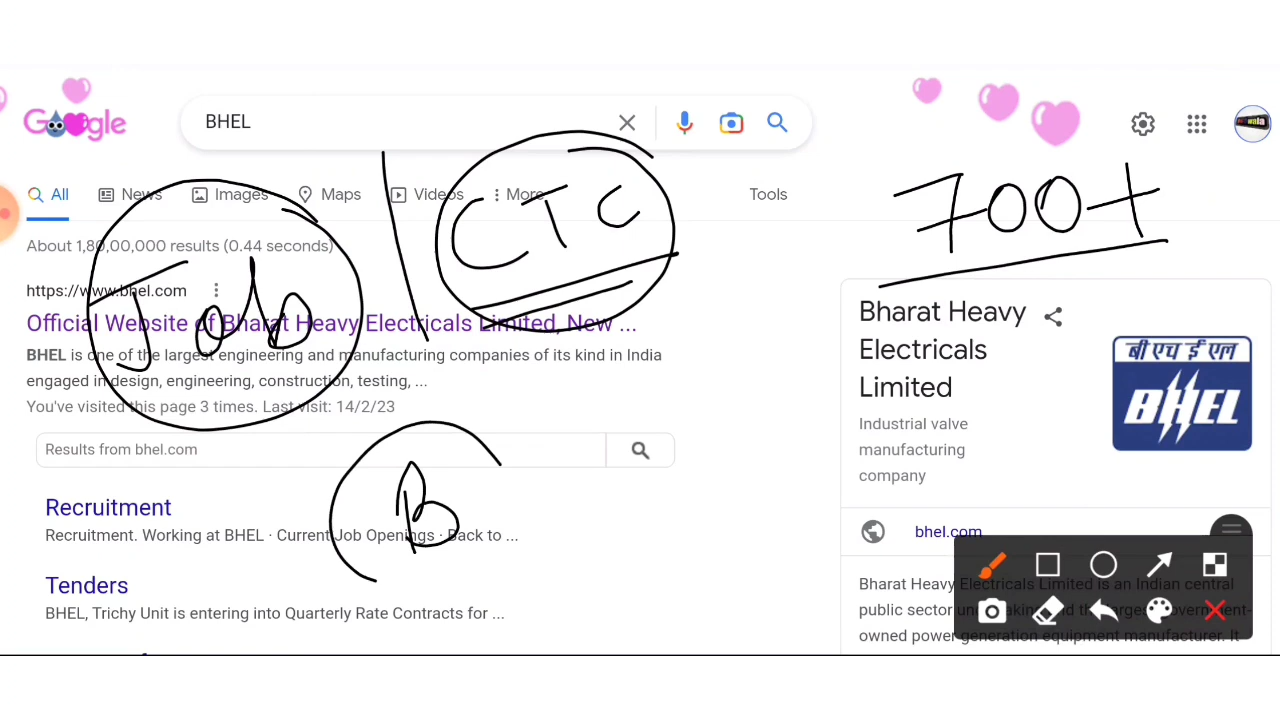 Google
BHEL
All News Images Maps Videos More Tools
700+
CTC
About 1,80,00,000 results (0.44 seconds)
https://www.bhel.com
Job
Official Website of Bharat Heavy Electricals Limited, New ...
BHEL is one of the largest engineering and manufacturing companies of its kind in India
engaged in design, engineering, construction, testing, ...
You've visited this page 3 times. Last visit: 14/2/23
Results from bhel.com
Recruitment
Recruitment. Working at BHEL · Current Job Openings · Back to ...
B
Tenders
BHEL, Trichy Unit is entering into Quarterly Rate Contracts for ...
Bharat Heavy
Electricals
Limited
Industrial valve
manufacturing
company
बी एच ई एल
BHEL
bhel.com
Bharat Heavy Electricals Limited is an Indian central
public sector undertaking and the largest government-
owned power generation equipment manufacturer. It